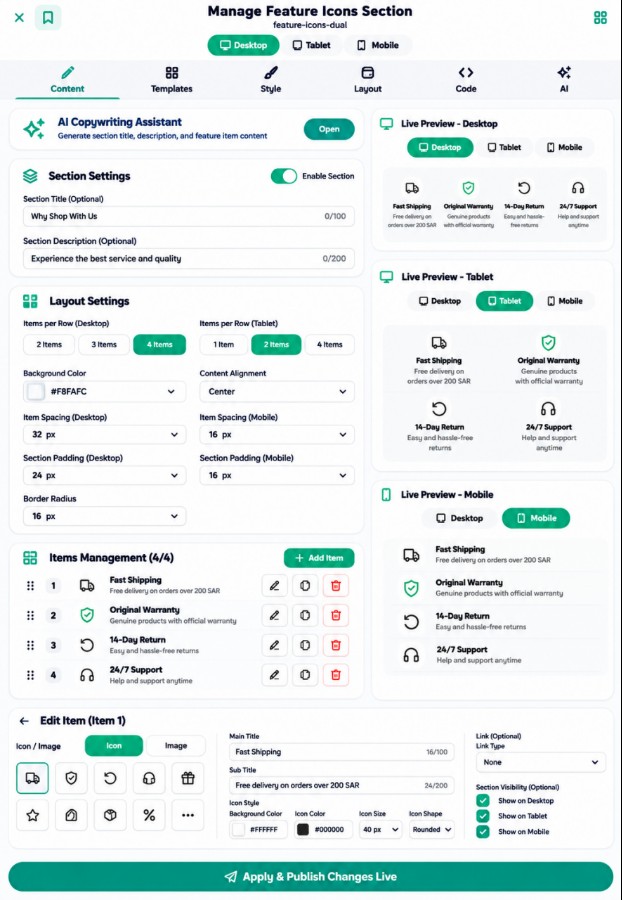 Manage Feature Icons Section
feature-icons-dual
Desktop Tablet Mobile
Content Templates Style Layout Code AI
AI Copywriting Assistant
Generate section title, description, and feature item content
Open
Section Settings
Enable Section
Section Title (Optional)
Why Shop With Us 0/100
Section Description (Optional)
Experience the best service and quality 0/200
Layout Settings
Items per Row (Desktop) Items per Row (Tablet)
2 Items 3 Items 4 Items 1 Item 2 Items 4 Items
Background Color Content Alignment
#F8FAFC Center
Item Spacing (Desktop) Item Spacing (Mobile)
32 px 16 px
Section Padding (Desktop) Section Padding (Mobile)
24 px 16 px
Border Radius
16 px
Items Management (4/4)
+ Add Item
1 Fast Shipping
Free delivery on orders over 200 SAR
2 Original Warranty
Genuine products with official warranty
3 14-Day Return
Easy and hassle-free returns
4 24/7 Support
Help and support anytime
Live Preview - Desktop
Desktop Tablet Mobile
Fast Shipping Original Warranty 14-Day Return 24/7 Support
Free delivery on Genuine products Easy and hassle- Help and support
orders over 200 SAR with official warranty free returns anytime
Live Preview - Tablet
Desktop Tablet Mobile
Fast Shipping Original Warranty
Free delivery on Genuine products
orders over 200 SAR with official warranty
14-Day Return 24/7 Support
Easy and hassle-free Help and support
returns anytime
Live Preview - Mobile
Desktop Mobile
Fast Shipping
Free delivery on orders over 200 SAR
Original Warranty
Genuine products with official warranty
14-Day Return
Easy and hassle-free returns
24/7 Support
Help and support anytime
Edit Item (Item 1)
Icon / Image Icon Image
Main Title
Fast Shipping 16/100
Sub Title
Free delivery on orders over 200 SAR 24/200
Icon Style
Background Color Icon Color Icon Size Icon Shape
#FFFFFF #000000 40 px Rounded
Link (Optional)
Link Type
None
Section Visibility (Optional)
Show on Desktop
Show on Tablet
Show on Mobile
Apply & Publish Changes Live